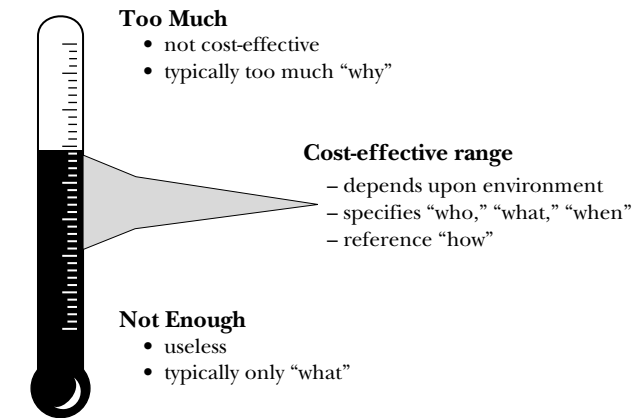 Too Much
• not cost-effective
• typically too much “why”
Cost-effective range
– depends upon environment
– specifies “who,” “what,” “when”
– reference “how”
Not Enough
• useless
• typically only “what”